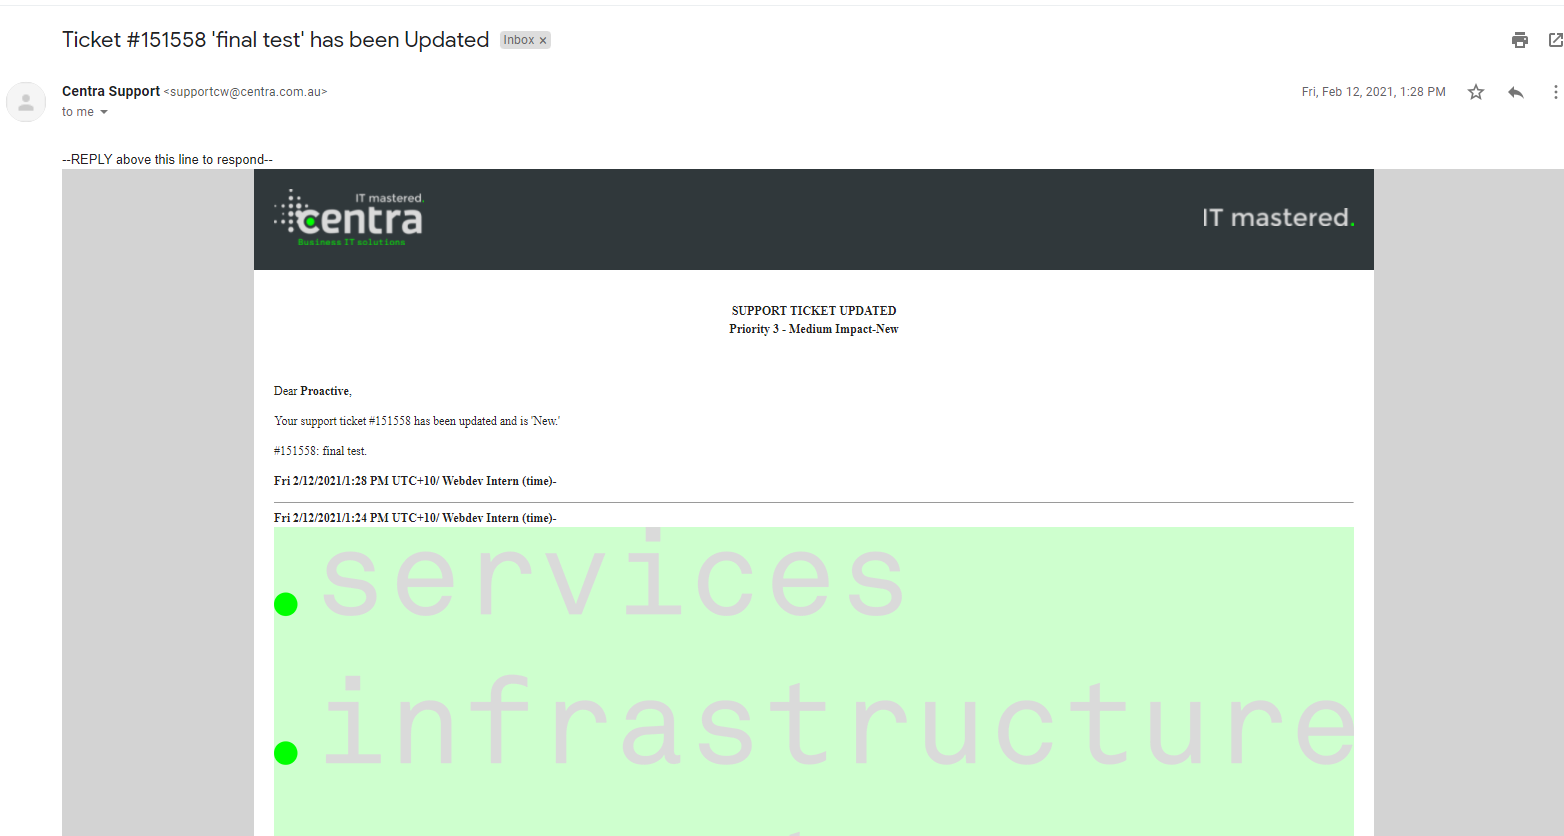 Ticket #151558 'final test' has been Updated Inbox ×
Centra Support <supportcw@centra.com.au> Fri, Feb 12, 2021, 1:28 PM
to me
--REPLY above this line to respond--
IT mastered.
centra
Business IT solutions
IT mastered.
SUPPORT TICKET UPDATED
Priority 3 - Medium Impact-New
Dear Proactive,
Your support ticket #151558 has been updated and is 'New.'
#151558: final test.
Fri 2/12/2021/1:28 PM UTC+10/ Webdev Intern (time)-
Fri 2/12/2021/1:24 PM UTC+10/ Webdev Intern (time)-
services
infrastructure